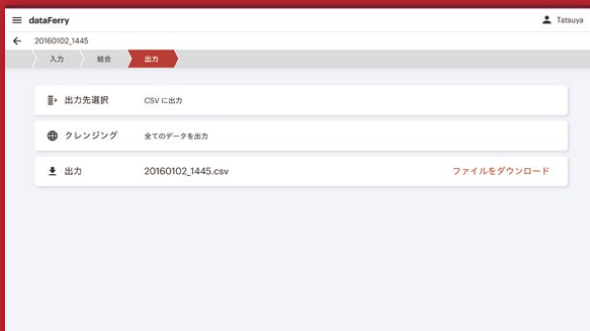 dataFerry
Tatsuya
20160102_1445
入力
結合
出力
出力先選択 CSV に出力
クレンジング 全てのデータを出力
出力 20160102_1445.csv ファイルをダウンロード